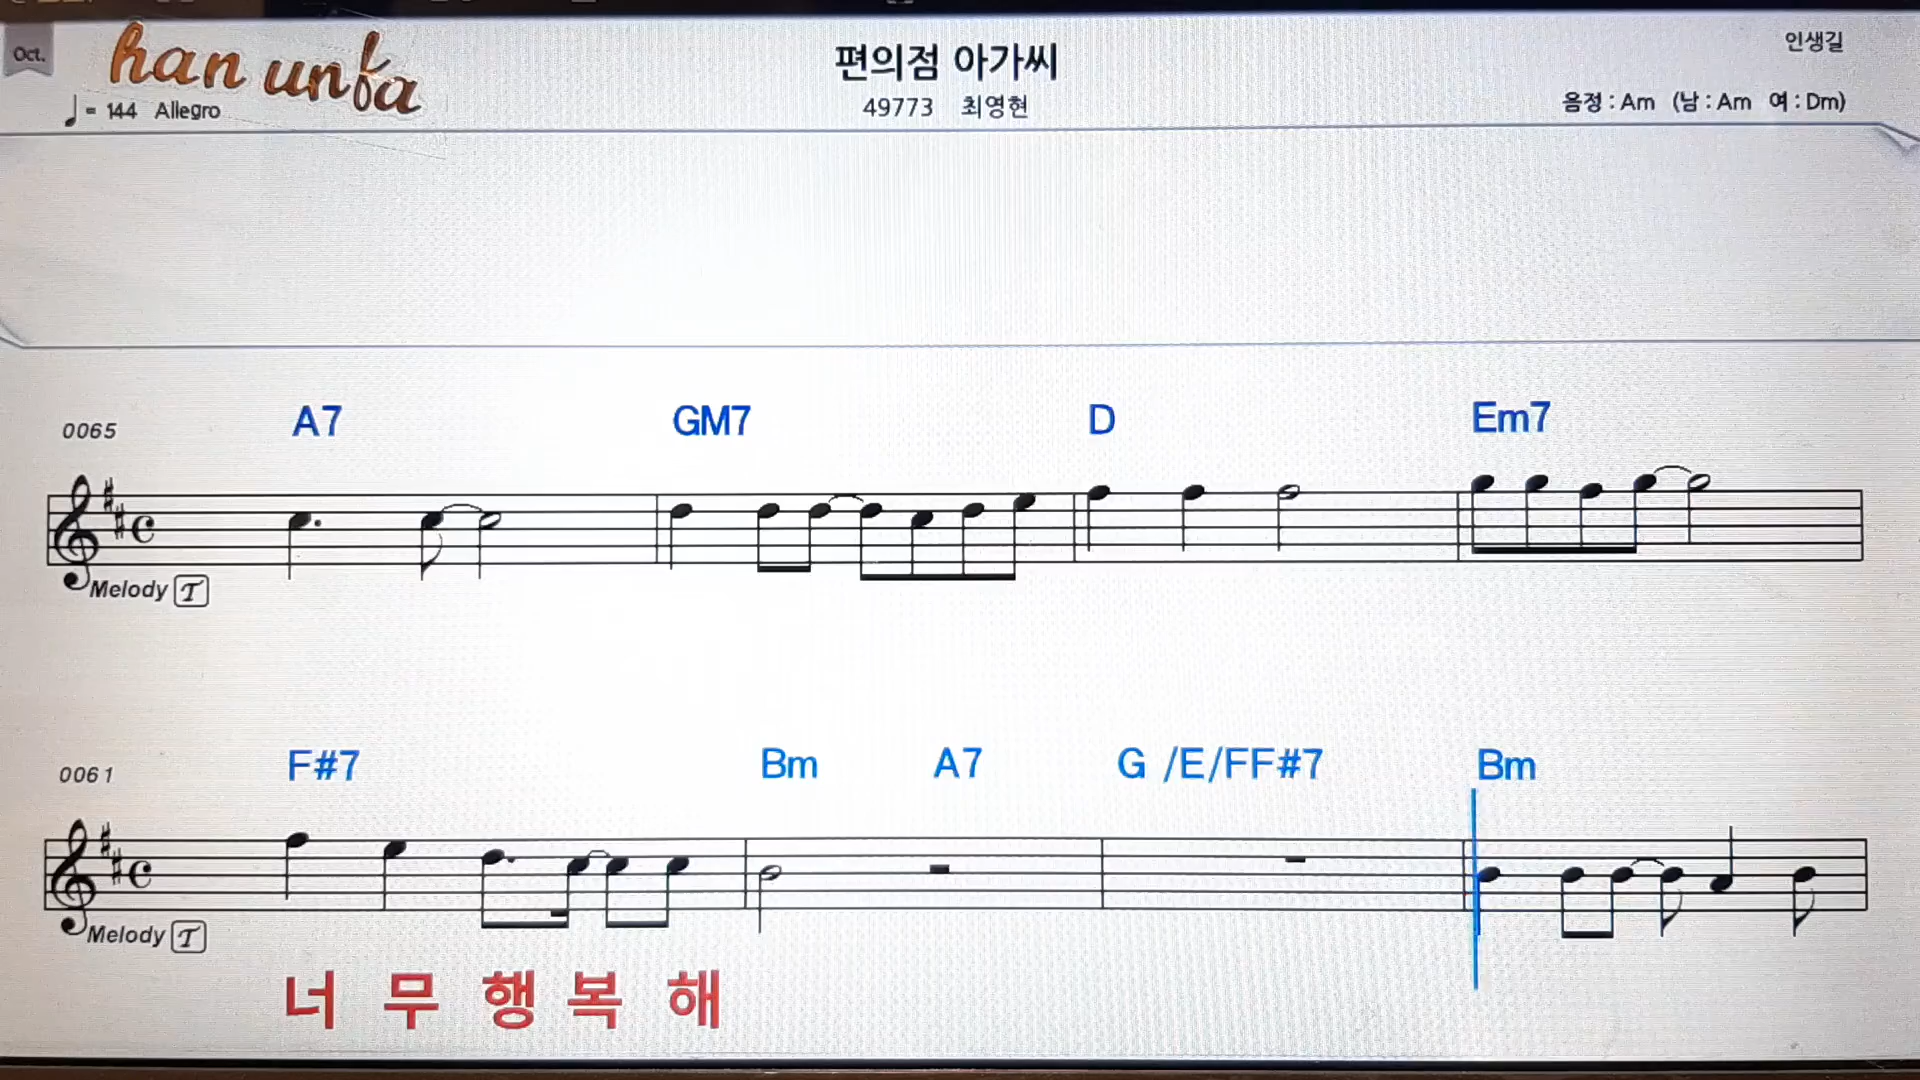 Oct.
han unfa
편의점 아가씨
인생길
= 144 Allegro
49773 최영현
음정 : Am (남 : Am 여 : Dm)
0065 A7 GM7 D Em7
Melody T
0061 F#7 Bm A7 G /E/FF#7 Bm
Melody T
너 무 행 복 해